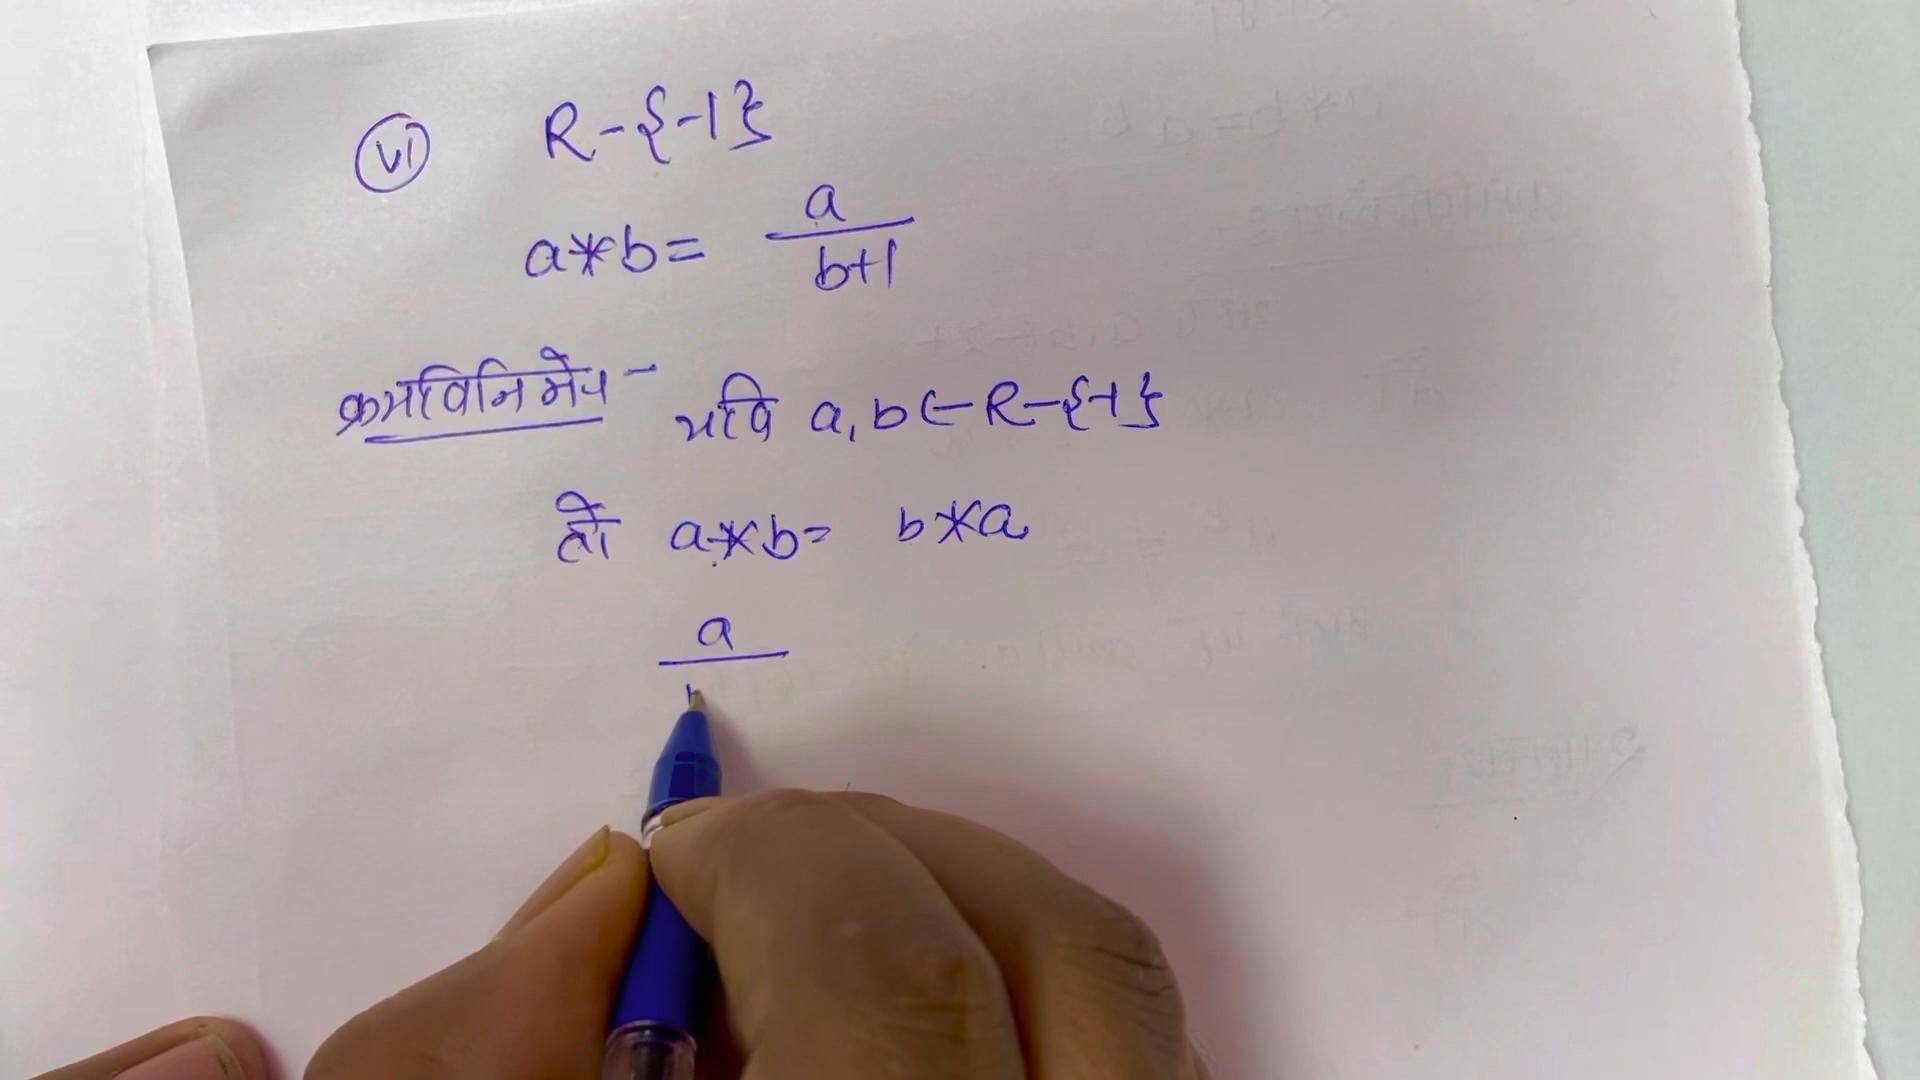 (vi) R-{-1}
a*b= a/b+1
क्रमविनिमेय - यदि a, b ∈ R-{-1}
तो a*b= b*a
a